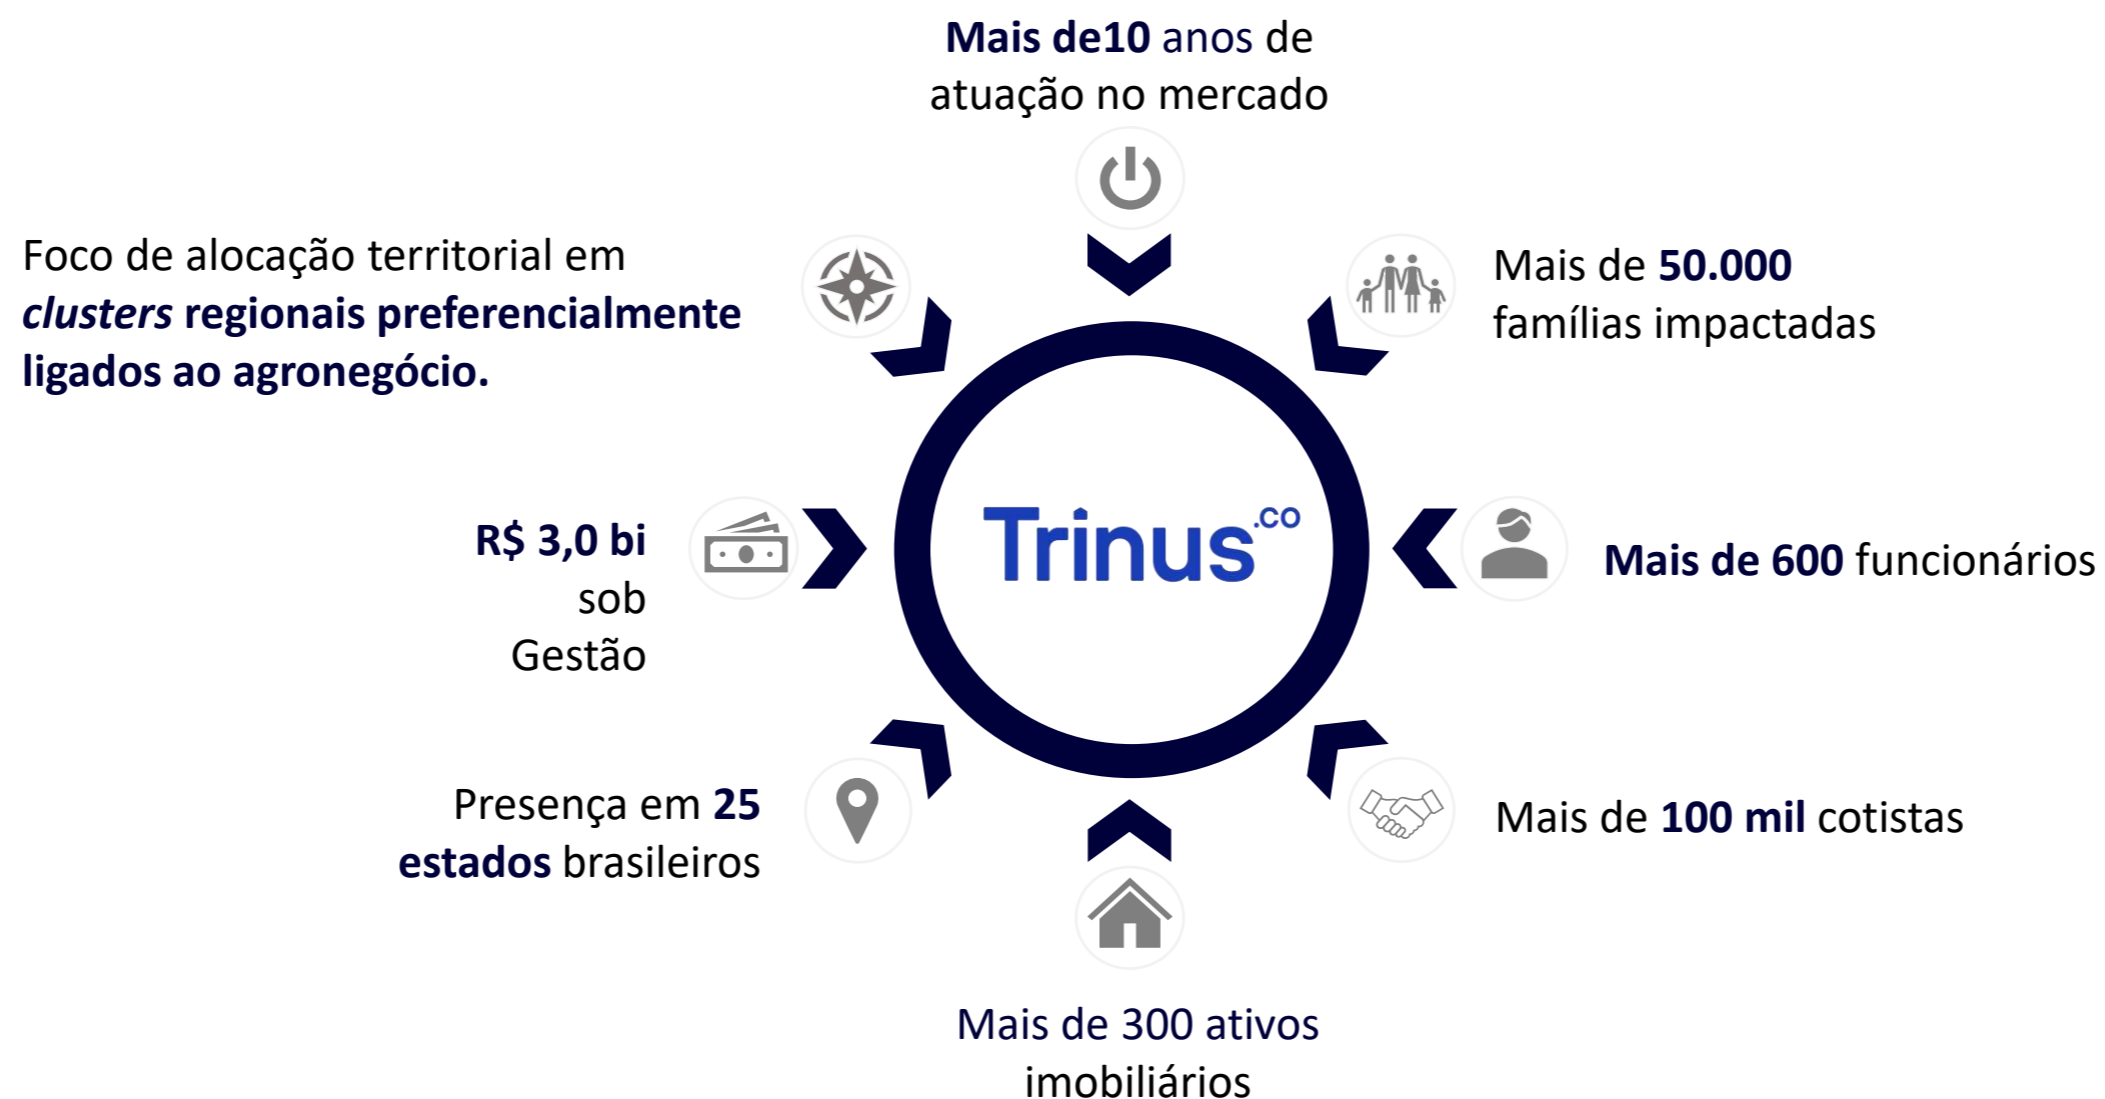 Mais de10 anos de
atuação no mercado
Foco de alocação territorial em
clusters regionais preferencialmente
ligados ao agronegócio.
Mais de 50.000
famílias impactadas
R$ 3,0 bi
sob
Gestão
Trinus.co
Mais de 600 funcionários
Presença em 25
estados brasileiros
Mais de 100 mil cotistas
Mais de 300 ativos
imobiliários